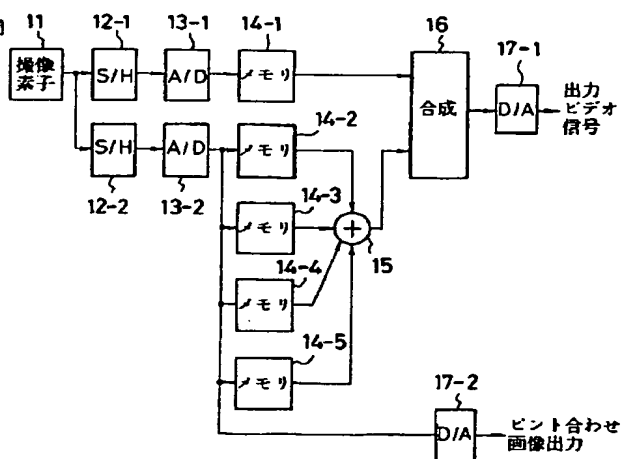 11
12-1
13-1
14-1
16
17-1
撮像
素子
S/H
A/D
メモリ
合成
D/A
出力
ビデオ
信号
14-2
S/H
A/D
メモリ
12-2
13-2
14-3
メモリ
+
15
14-4
メモリ
14-5
メモリ
17-2
D/A
ピント合わせ
画像出力